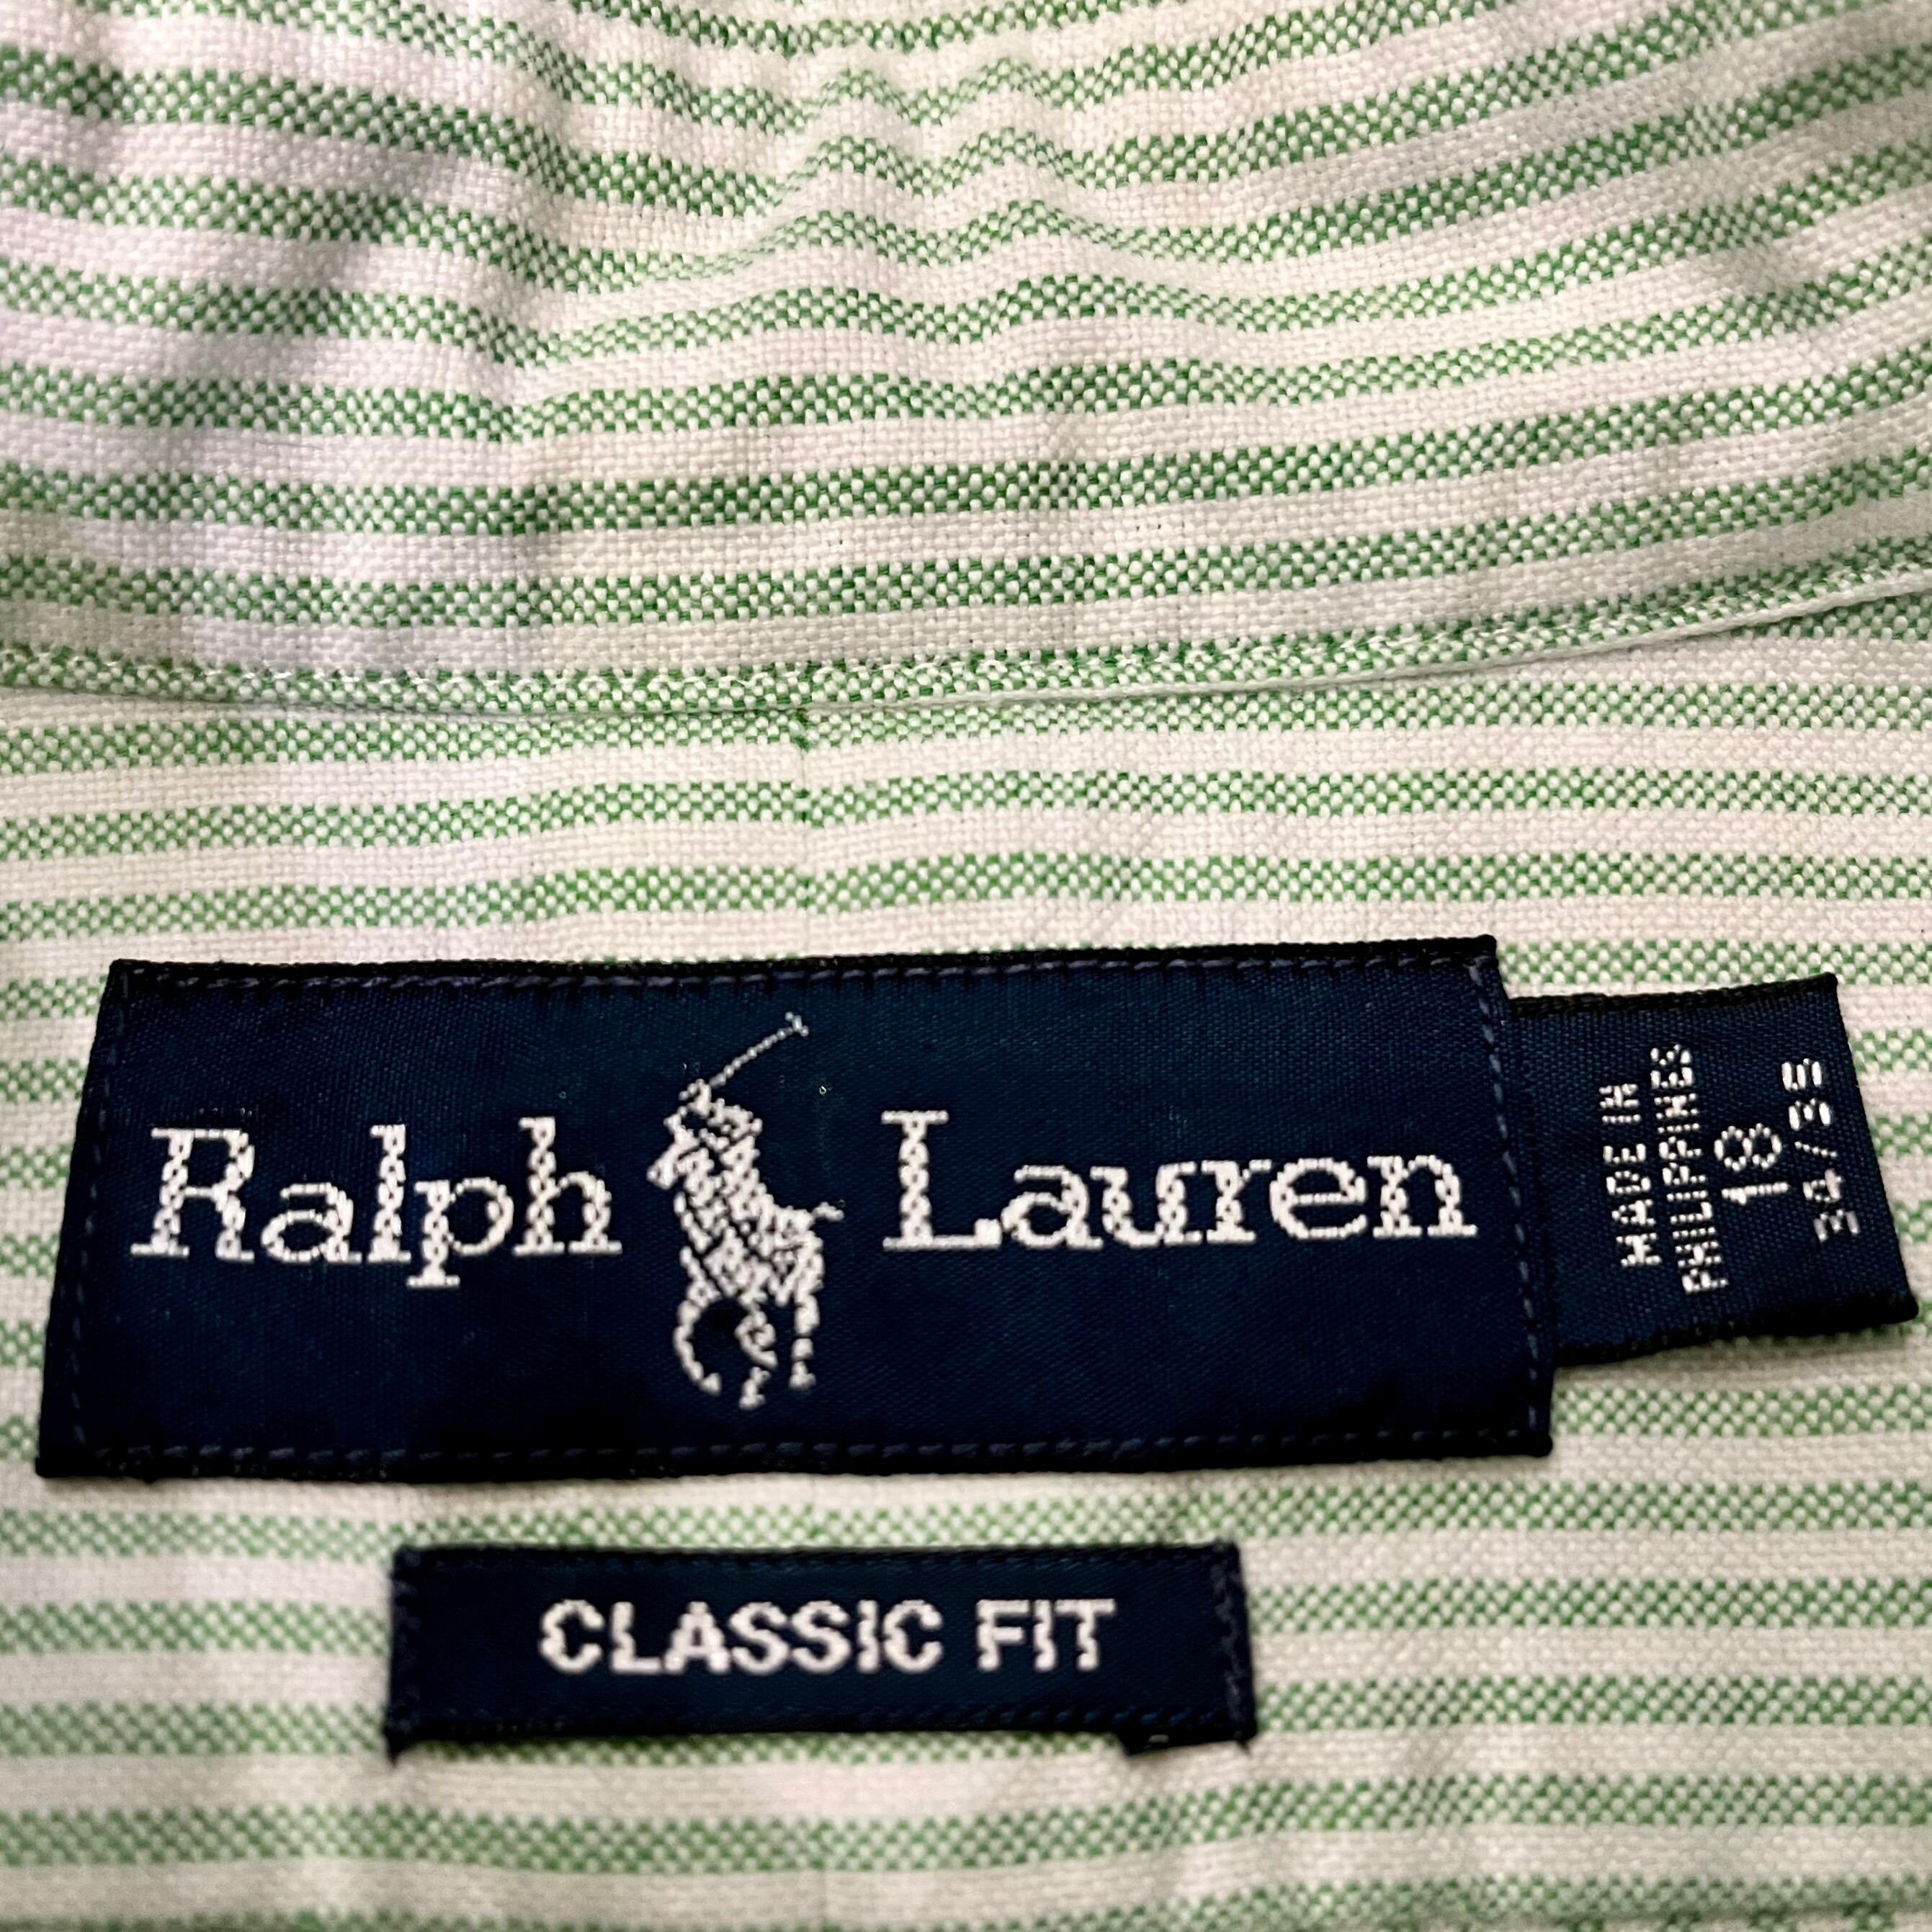 Ralph Lauren
MADE IN
PHILIPPINES
18
34/35
CLASSIC FIT